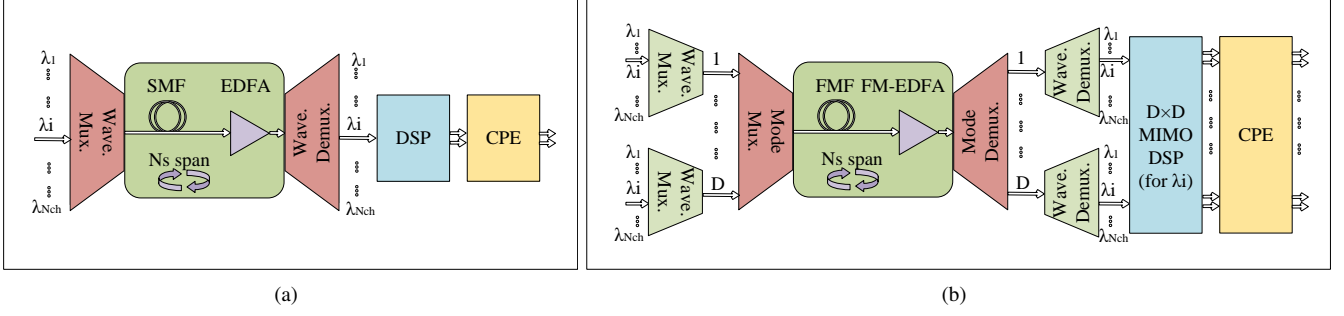 λ1
λi
λNch
Wave.
Mux.
SMF
EDFA
Ns span
Wave.
Demux.
λ1
λi
λNch
DSP
CPE
(a)
λ1
λi
λNch
Wave.
Mux.
1
λ1
λi
λNch
Wave.
Mux.
D
Mode
Mux.
FMF FM-EDFA
Ns span
Mode
Demux.
1
Wave.
Demux.
λ1
λi
λNch
D
Wave.
Demux.
λ1
λi
λNch
D×D
MIMO
DSP
(for λi)
CPE
(b)